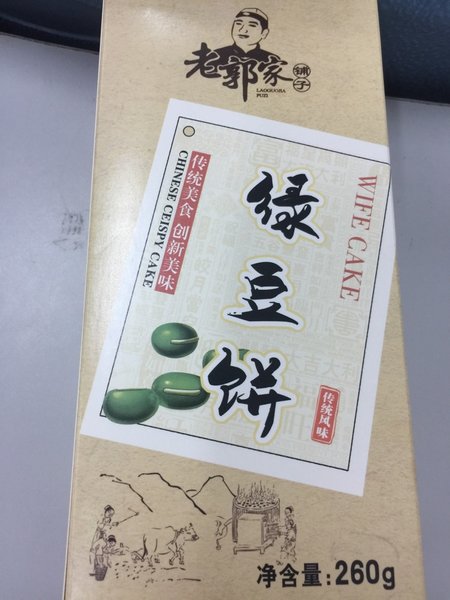 老郭家铺子
LAOGUOJIA
PUZI
WIFE CAKE
绿豆饼
传统美食 创新美味
CHINESE CEISPY CAKE
传统风味
净含量:260g